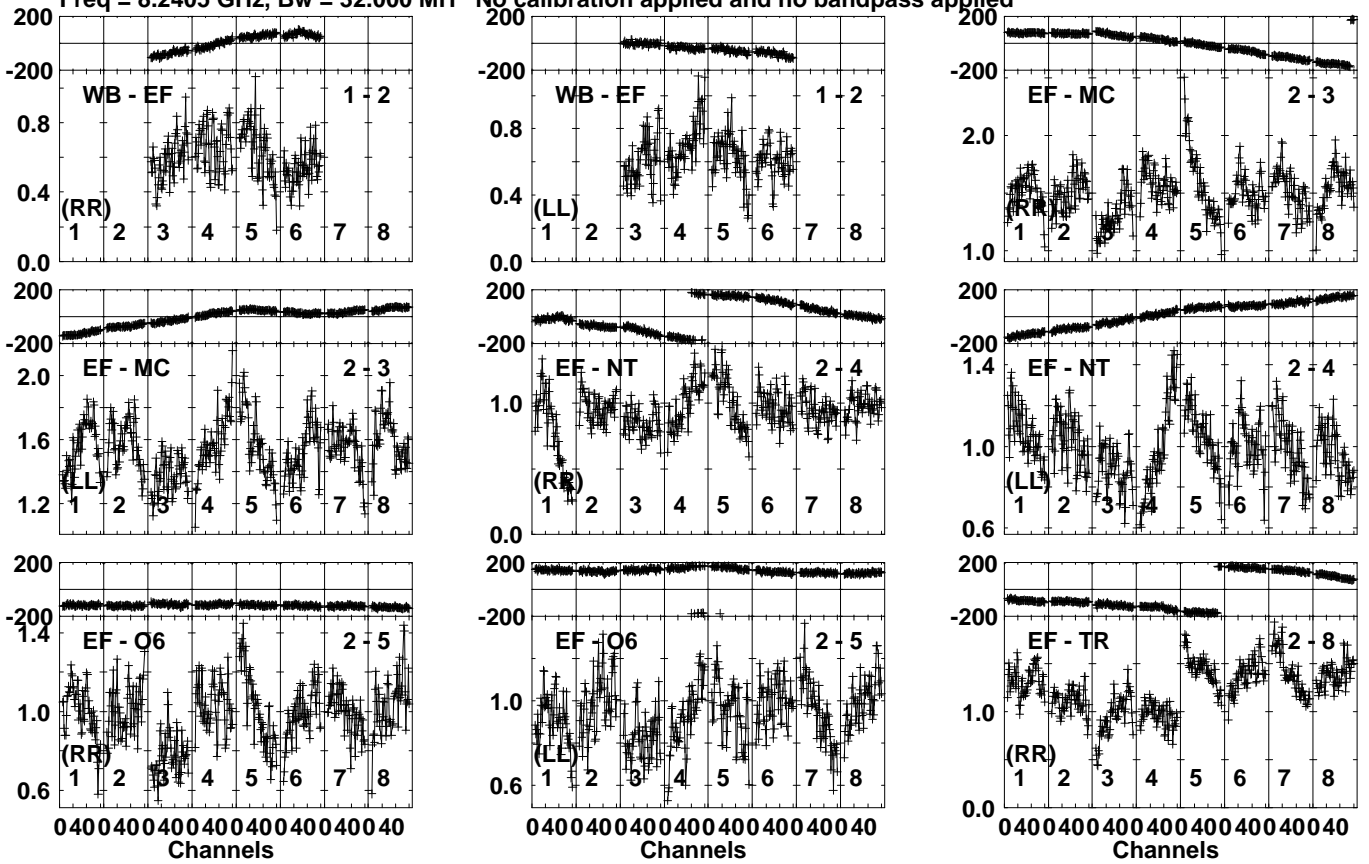 Freq = 8.2405 GHz, Bw = 32.000 MH No calibration applied and no bandpass applied
200
-200
WB - EF 1 - 2
0.8
0.4
(RR)
1 2 3 4 5 6 7 8
0.0
200
-200
WB - EF 1 - 2
0.8
0.4
(LL)
1 2 3 4 5 6 7 8
0.0
200
-200
EF - MC 2 - 3
2.0
(RR)
1 2 3 4 5 6 7 8
1.0
200
-200
EF - MC 2 - 3
2.0
1.6
(LL)
1 2 3 4 5 6 7 8
1.2
200
-200
EF - NT 2 - 4
1.0
(RR)
1 2 3 4 5 6 7 8
0.0
200
-200
EF - NT 2 - 4
1.4
1.0
(LL)
1 2 3 4 5 6 7 8
0.6
200
-200
1.4
EF - O6 2 - 5
1.0
(RR)
1 2 3 4 5 6 7 8
0.6
0 40 0 40 0 40 0 40 0 40 0 40 0 40 0 40
Channels
200
-200
EF - O6 2 - 5
1.0
(LL)
1 2 3 4 5 6 7 8
0.6
0 40 0 40 0 40 0 40 0 40 0 40 0 40 0 40
Channels
200
-200
EF - TR 2 - 8
1.0
(RR)
1 2 3 4 5 6 7 8
0.0
0 40 0 40 0 40 0 40 0 40 0 40 0 40 0 40
Channels